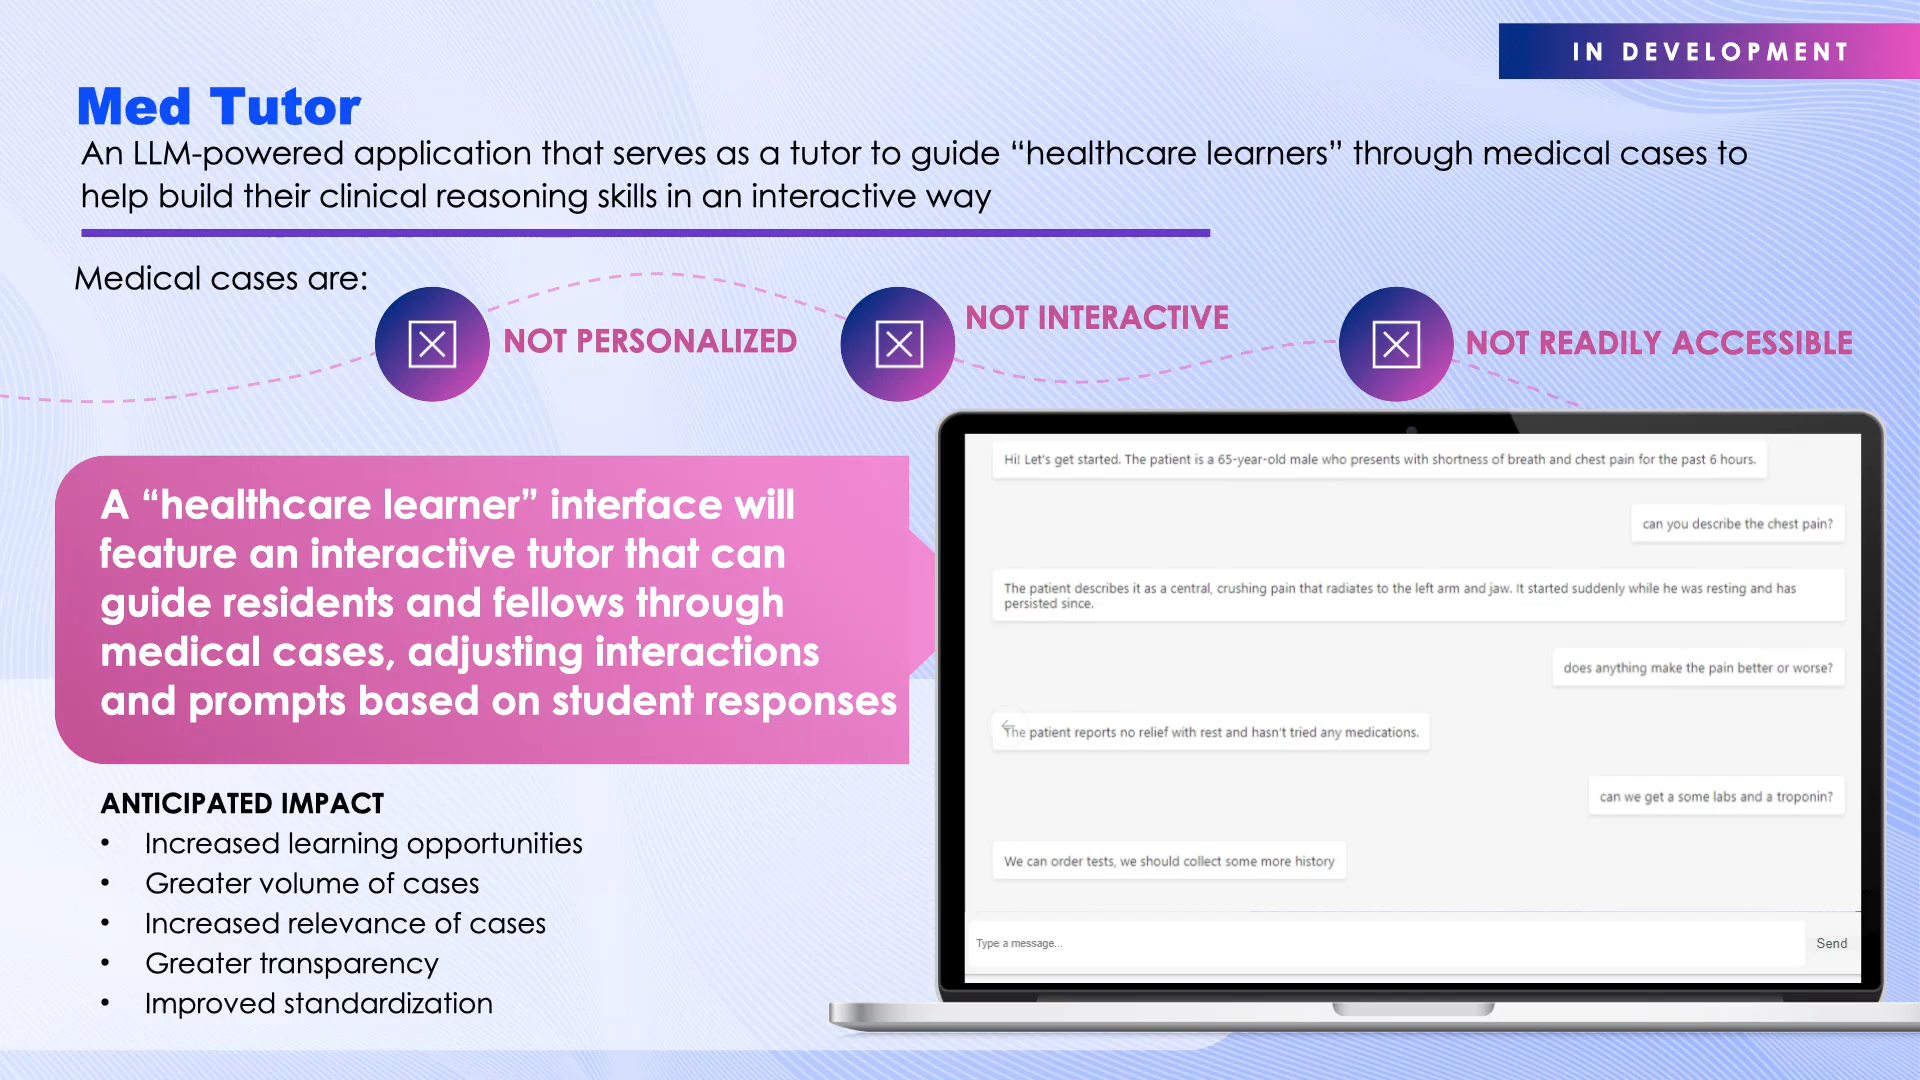 IN DEVELOPMENT
Med Tutor
An LLM-powered application that serves as a tutor to guide “healthcare learners” through medical cases to
help build their clinical reasoning skills in an interactive way
Medical cases are:
NOT PERSONALIZED
NOT INTERACTIVE
NOT READILY ACCESSIBLE
A “healthcare learner” interface will
feature an interactive tutor that can
guide residents and fellows through
medical cases, adjusting interactions
and prompts based on student responses
ANTICIPATED IMPACT
• Increased learning opportunities
• Greater volume of cases
• Increased relevance of cases
• Greater transparency
• Improved standardization
Hi! Let's get started. The patient is a 65-year-old male who presents with shortness of breath and chest pain for the past 6 hours.
can you describe the chest pain?
The patient describes it as a central, crushing pain that radiates to the left arm and jaw. It started suddenly while he was resting and has
persisted since.
does anything make the pain better or worse?
The patient reports no relief with rest and hasn't tried any medications.
can we get a some labs and a troponin?
We can order tests, we should collect some more history
Type a message...
Send